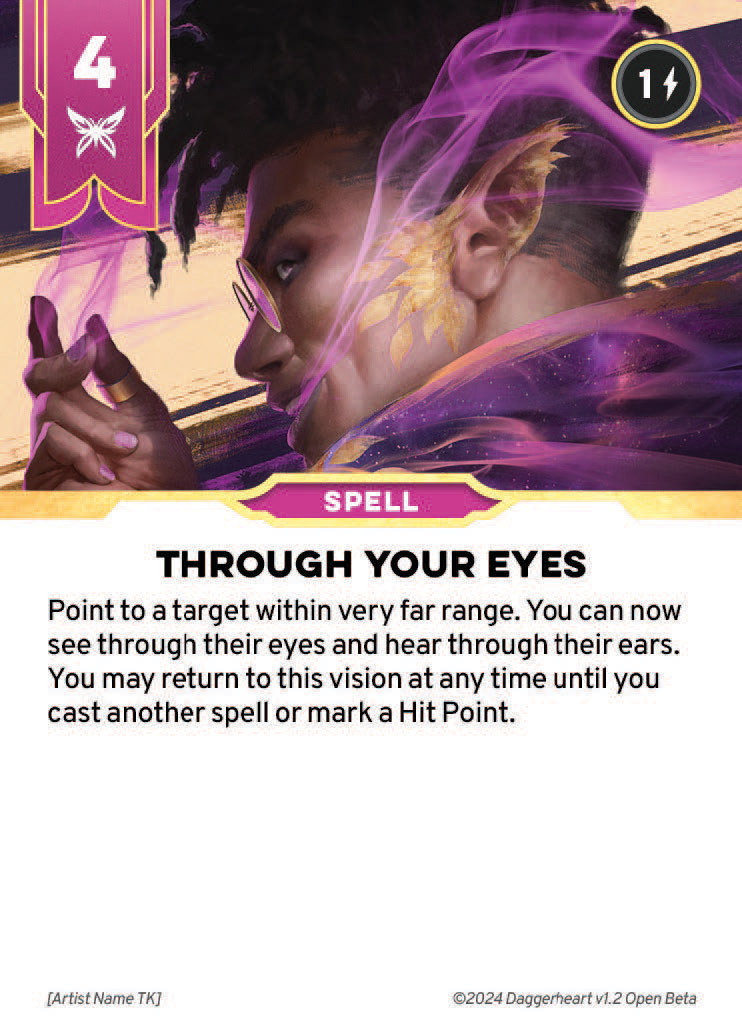 4
1
SPELL
THROUGH YOUR EYES
Point to a target within very far range. You can now
see through their eyes and hear through their ears.
You may return to this vision at any time until you
cast another spell or mark a Hit Point.
[Artist Name TK]
©2024 Daggerheart v1.2 Open Beta